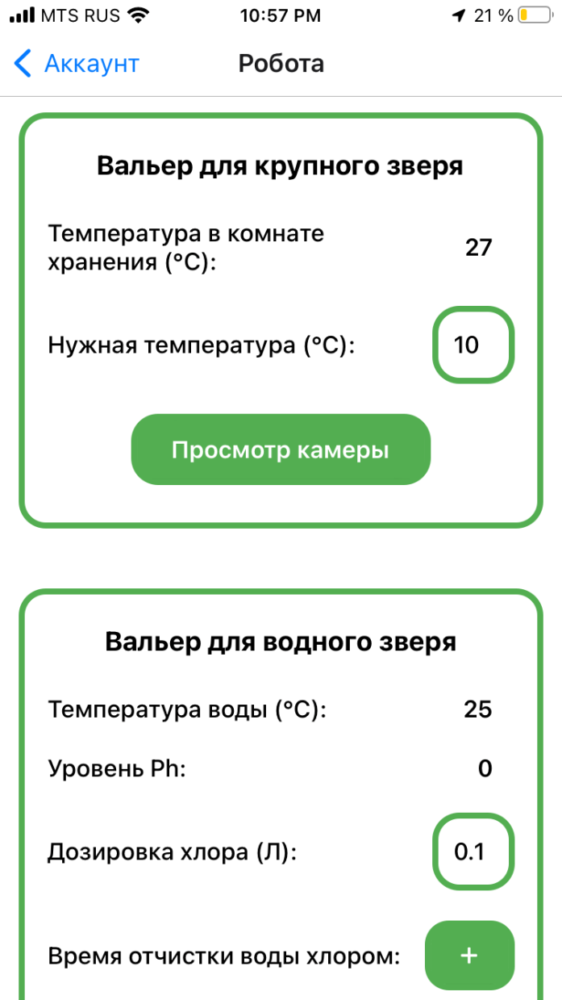 MTS RUS 10:57 PM 21 %
Аккаунт Робота
Вальер для крупного зверя
Температура в комнате
хранения (°C): 27
Нужная температура (°C): 10
Просмотр камеры
Вальер для водного зверя
Температура воды (°C): 25
Уровень Ph: 0
Дозировка хлора (Л): 0.1
Время отчистки воды хлором: +